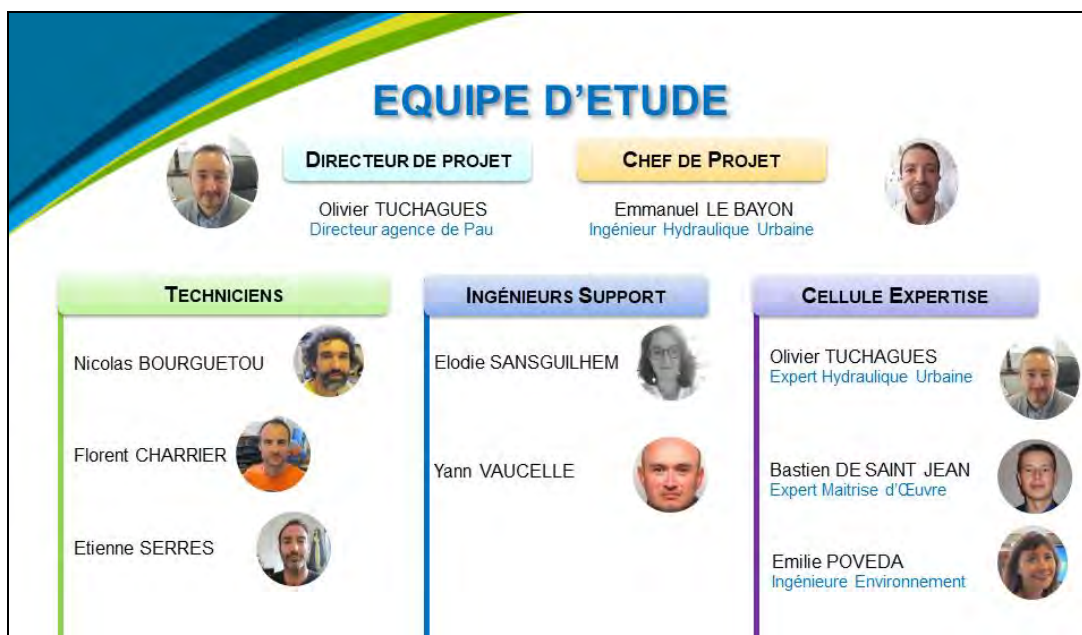 EQUIPE D'ETUDE
DIRECTEUR DE PROJET
Olivier TUCHAGUES
Directeur agence de Pau
CHEF DE PROJET
Emmanuel LE BAYON
Ingénieur Hydraulique Urbaine
TECHNICIENS
Nicolas BOURGUETOU
Florent CHARRIER
Etienne SERRES
INGÉNIEURS SUPPORT
Elodie SANSGUILHEM
Yann VAUCELLE
CELLULE EXPERTISE
Olivier TUCHAGUES
Expert Hydraulique Urbaine
Bastien DE SAINT JEAN
Expert Maitrise d'Œuvre
Emilie POVEDA
Ingénieure Environnement